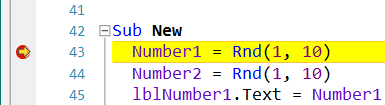 41
42 Sub New
43 Number1 = Rnd(1, 10)
44 Number2 = Rnd(1, 10)
45 lblNumber1.Text = Number1